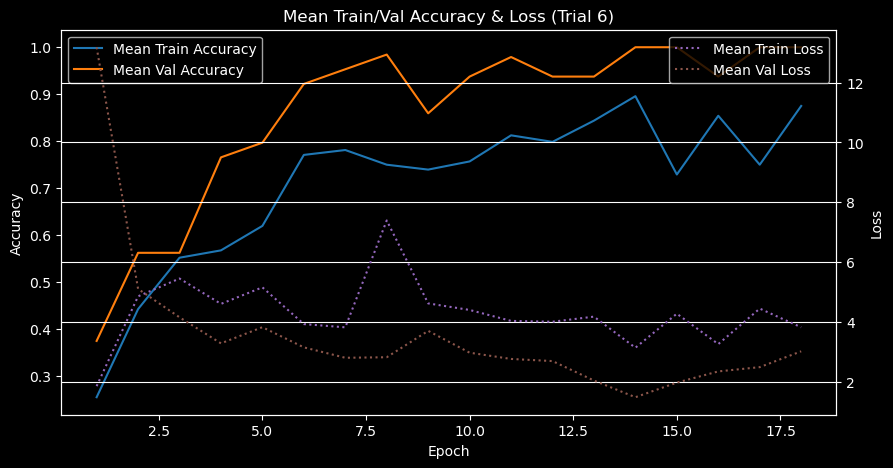 Mean Train/Val Accuracy & Loss (Trial 6)
Mean Train Accuracy
Mean Val Accuracy
Mean Train Loss
Mean Val Loss
1.0
0.9
0.8
0.7
0.6
0.5
0.4
0.3
Accuracy
12
10
8
6
4
2
Loss
2.5 5.0 7.5 10.0 12.5 15.0 17.5
Epoch